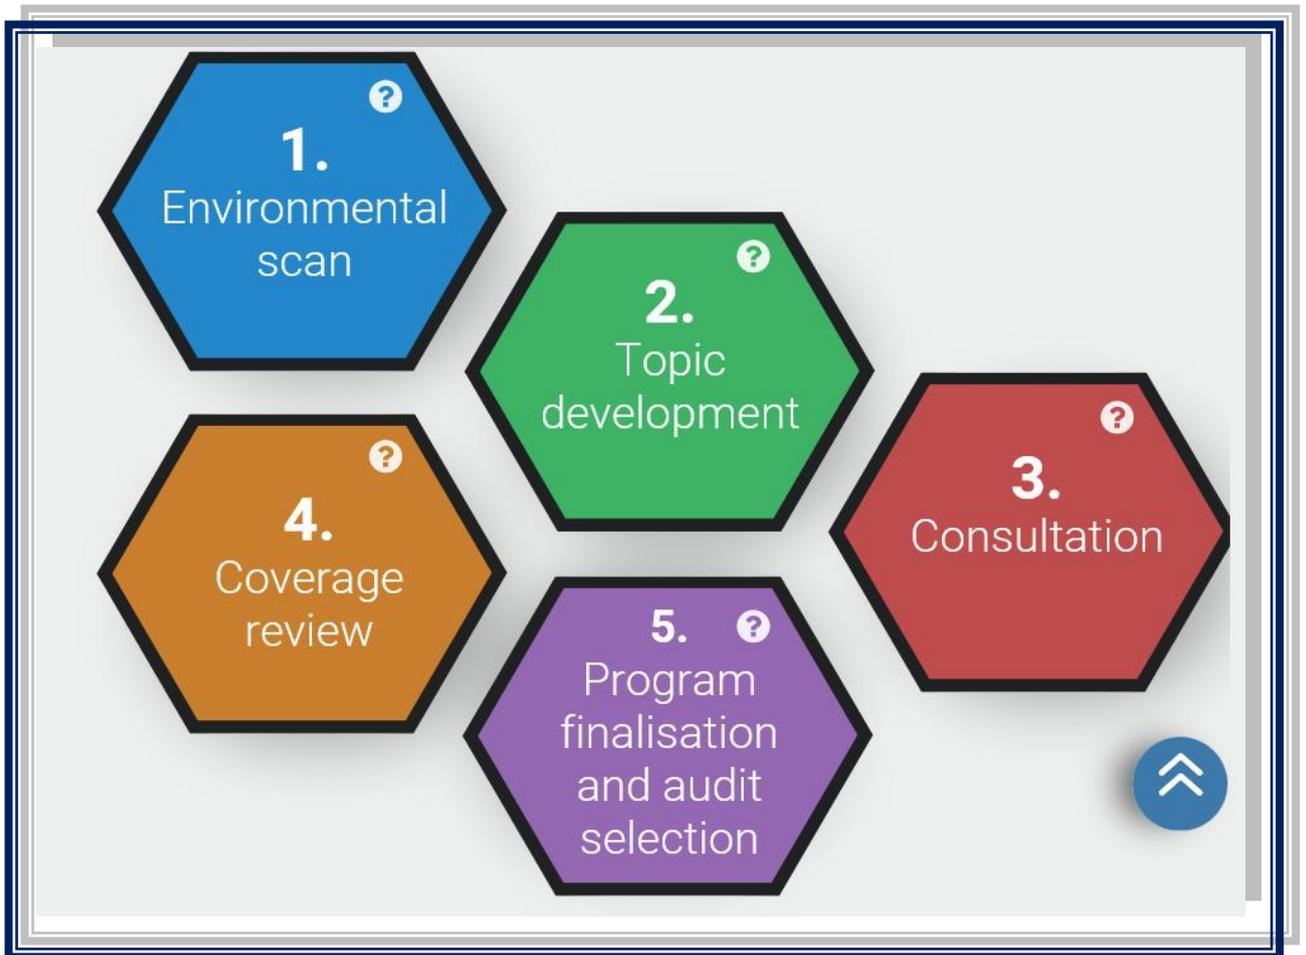 ?
1.
Environmental
scan
?
2.
Topic
development
?
3.
Consultation
?
4.
Coverage
review
5. ?
Program
finalisation
and audit
selection